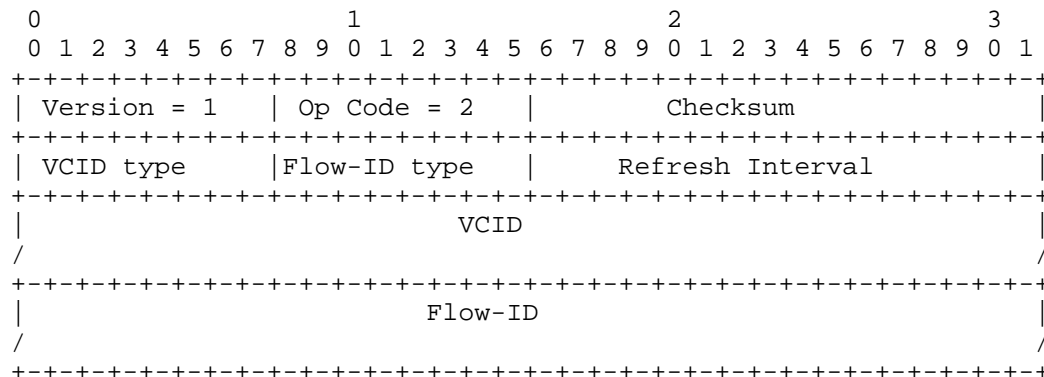 0                   1                   2                   3
 0 1 2 3 4 5 6 7 8 9 0 1 2 3 4 5 6 7 8 9 0 1 2 3 4 5 6 7 8 9 0 1
+-+-+-+-+-+-+-+-+-+-+-+-+-+-+-+-+-+-+-+-+-+-+-+-+-+-+-+-+-+-+-+-+
| Version = 1   | Op Code = 2   |        Checksum               |
+-+-+-+-+-+-+-+-+-+-+-+-+-+-+-+-+-+-+-+-+-+-+-+-+-+-+-+-+-+-+-+-+
| VCID type     |Flow-ID type   |     Refresh Interval          |
+-+-+-+-+-+-+-+-+-+-+-+-+-+-+-+-+-+-+-+-+-+-+-+-+-+-+-+-+-+-+-+-+
|                           VCID                                |
/                                                               /
+-+-+-+-+-+-+-+-+-+-+-+-+-+-+-+-+-+-+-+-+-+-+-+-+-+-+-+-+-+-+-+-+
|                         Flow-ID                               |
/                                                               /
+-+-+-+-+-+-+-+-+-+-+-+-+-+-+-+-+-+-+-+-+-+-+-+-+-+-+-+-+-+-+-+-+